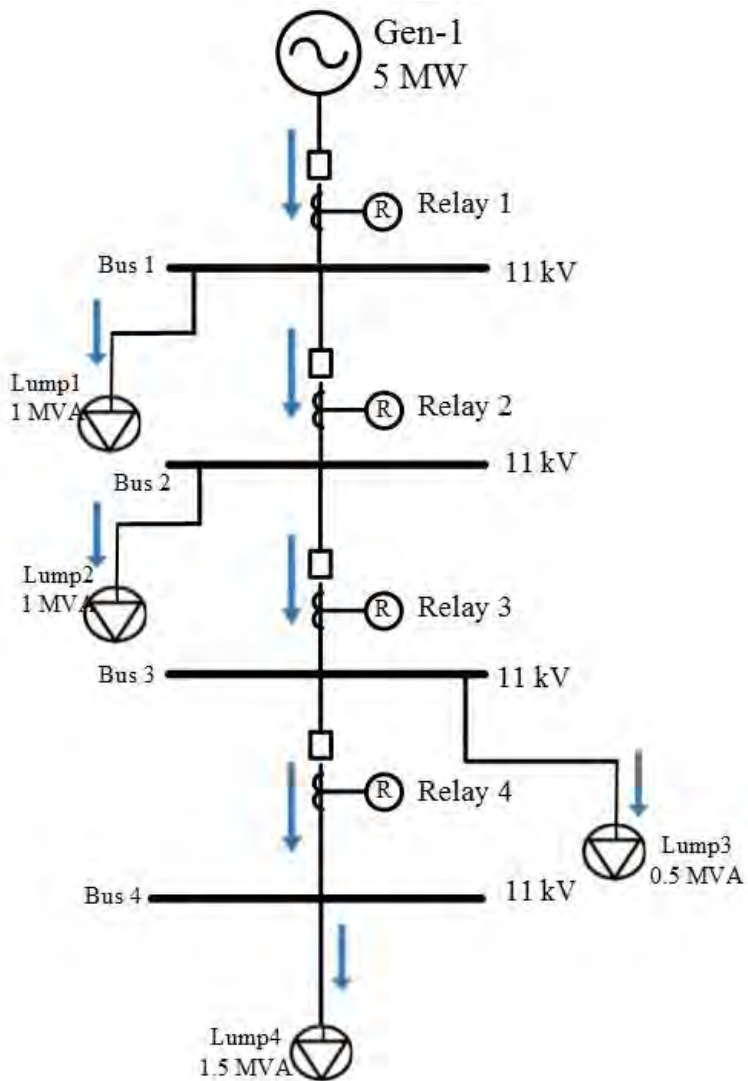 Gen-1
5 MW
R
Relay 1
Bus 1
11 kV
Lump1
1 MVA
R
Relay 2
Bus 2
11 kV
Lump2
1 MVA
R
Relay 3
Bus 3
11 kV
R
Relay 4
Lump3
0.5 MVA
Bus 4
11 kV
Lump4
1.5 MVA